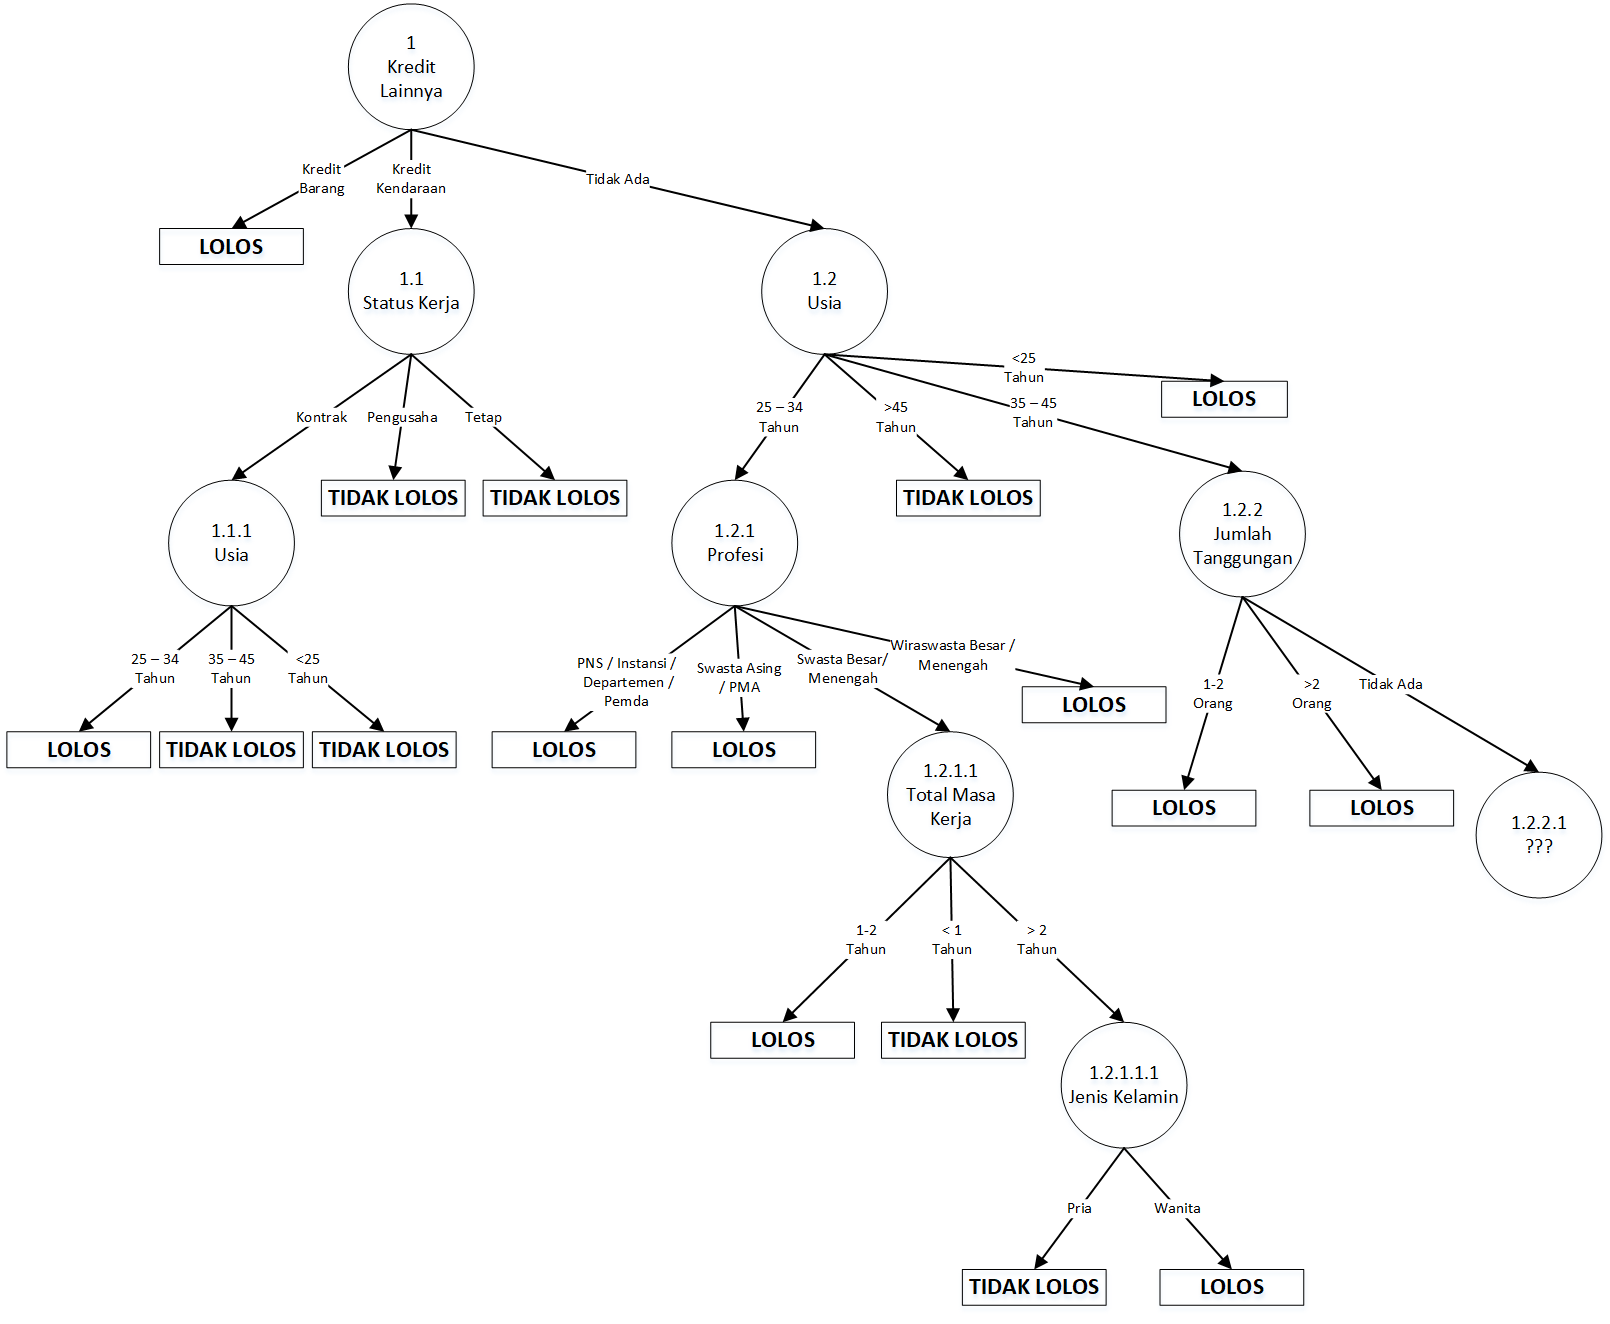 1
Kredit
Lainnya
Kredit
Barang
Kredit
Kendaraan
Tidak Ada
LOLOS
1.1
Status Kerja
1.2
Usia
<25
Tahun
LOLOS
Kontrak
Pengusaha
Tetap
25 – 34
Tahun
>45
Tahun
35 – 45
Tahun
TIDAK LOLOS
TIDAK LOLOS
TIDAK LOLOS
1.1.1
Usia
1.2.1
Profesi
1.2.2
Jumlah
Tanggungan
25 – 34
Tahun
35 – 45
Tahun
<25
Tahun
PNS / Instansi /
Departemen /
Pemda
Swasta Asing
/ PMA
Swasta Besar/
Menengah
Wiraswasta Besar /
Menengah
LOLOS
1-2
Orang
>2
Orang
Tidak Ada
LOLOS
TIDAK LOLOS
TIDAK LOLOS
LOLOS
LOLOS
1.2.1.1
Total Masa
Kerja
LOLOS
LOLOS
1.2.2.1
???
1-2
Tahun
< 1
Tahun
> 2
Tahun
LOLOS
TIDAK LOLOS
1.2.1.1.1
Jenis Kelamin
Pria
Wanita
TIDAK LOLOS
LOLOS